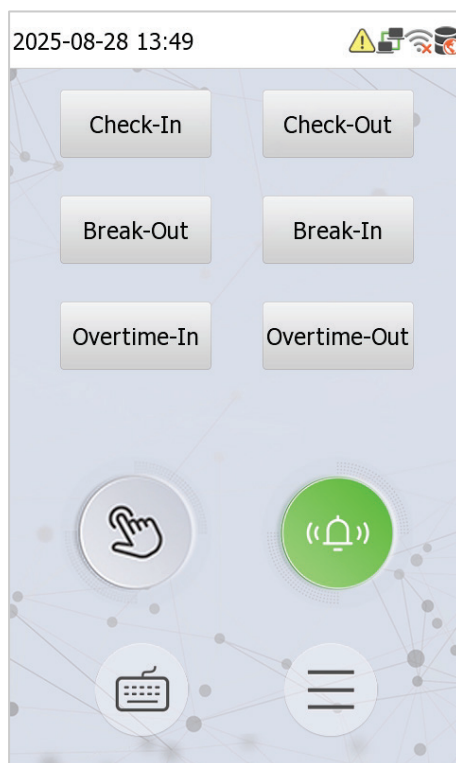 2025-08-28 13:49
Check-In
Check-Out
Break-Out
Break-In
Overtime-In
Overtime-Out